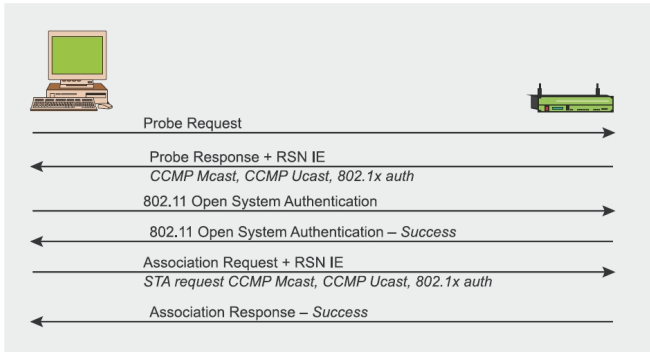 Probe Request
Probe Response + RSN IE
CCMP Mcast, CCMP Ucast, 802.1x auth
802.11 Open System Authentication
802.11 Open System Authentication – Success
Association Request + RSN IE
STA request CCMP Mcast, CCMP Ucast, 802.1x auth
Association Response – Success